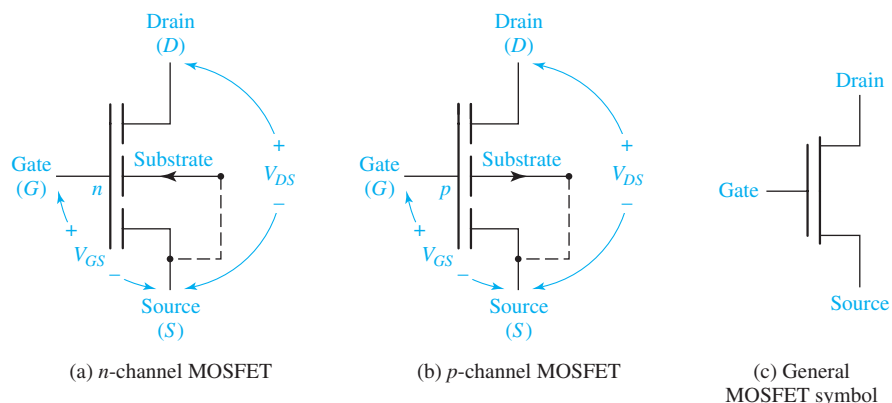 Drain
(D)
Gate
(G)
n
Substrate
+
V_DS
−
+
V_GS
−
Source
(S)
(a) n-channel MOSFET
Drain
(D)
Gate
(G)
p
Substrate
+
V_DS
−
+
V_GS
−
Source
(S)
(b) p-channel MOSFET
Drain
Gate
Source
(c) General
MOSFET symbol